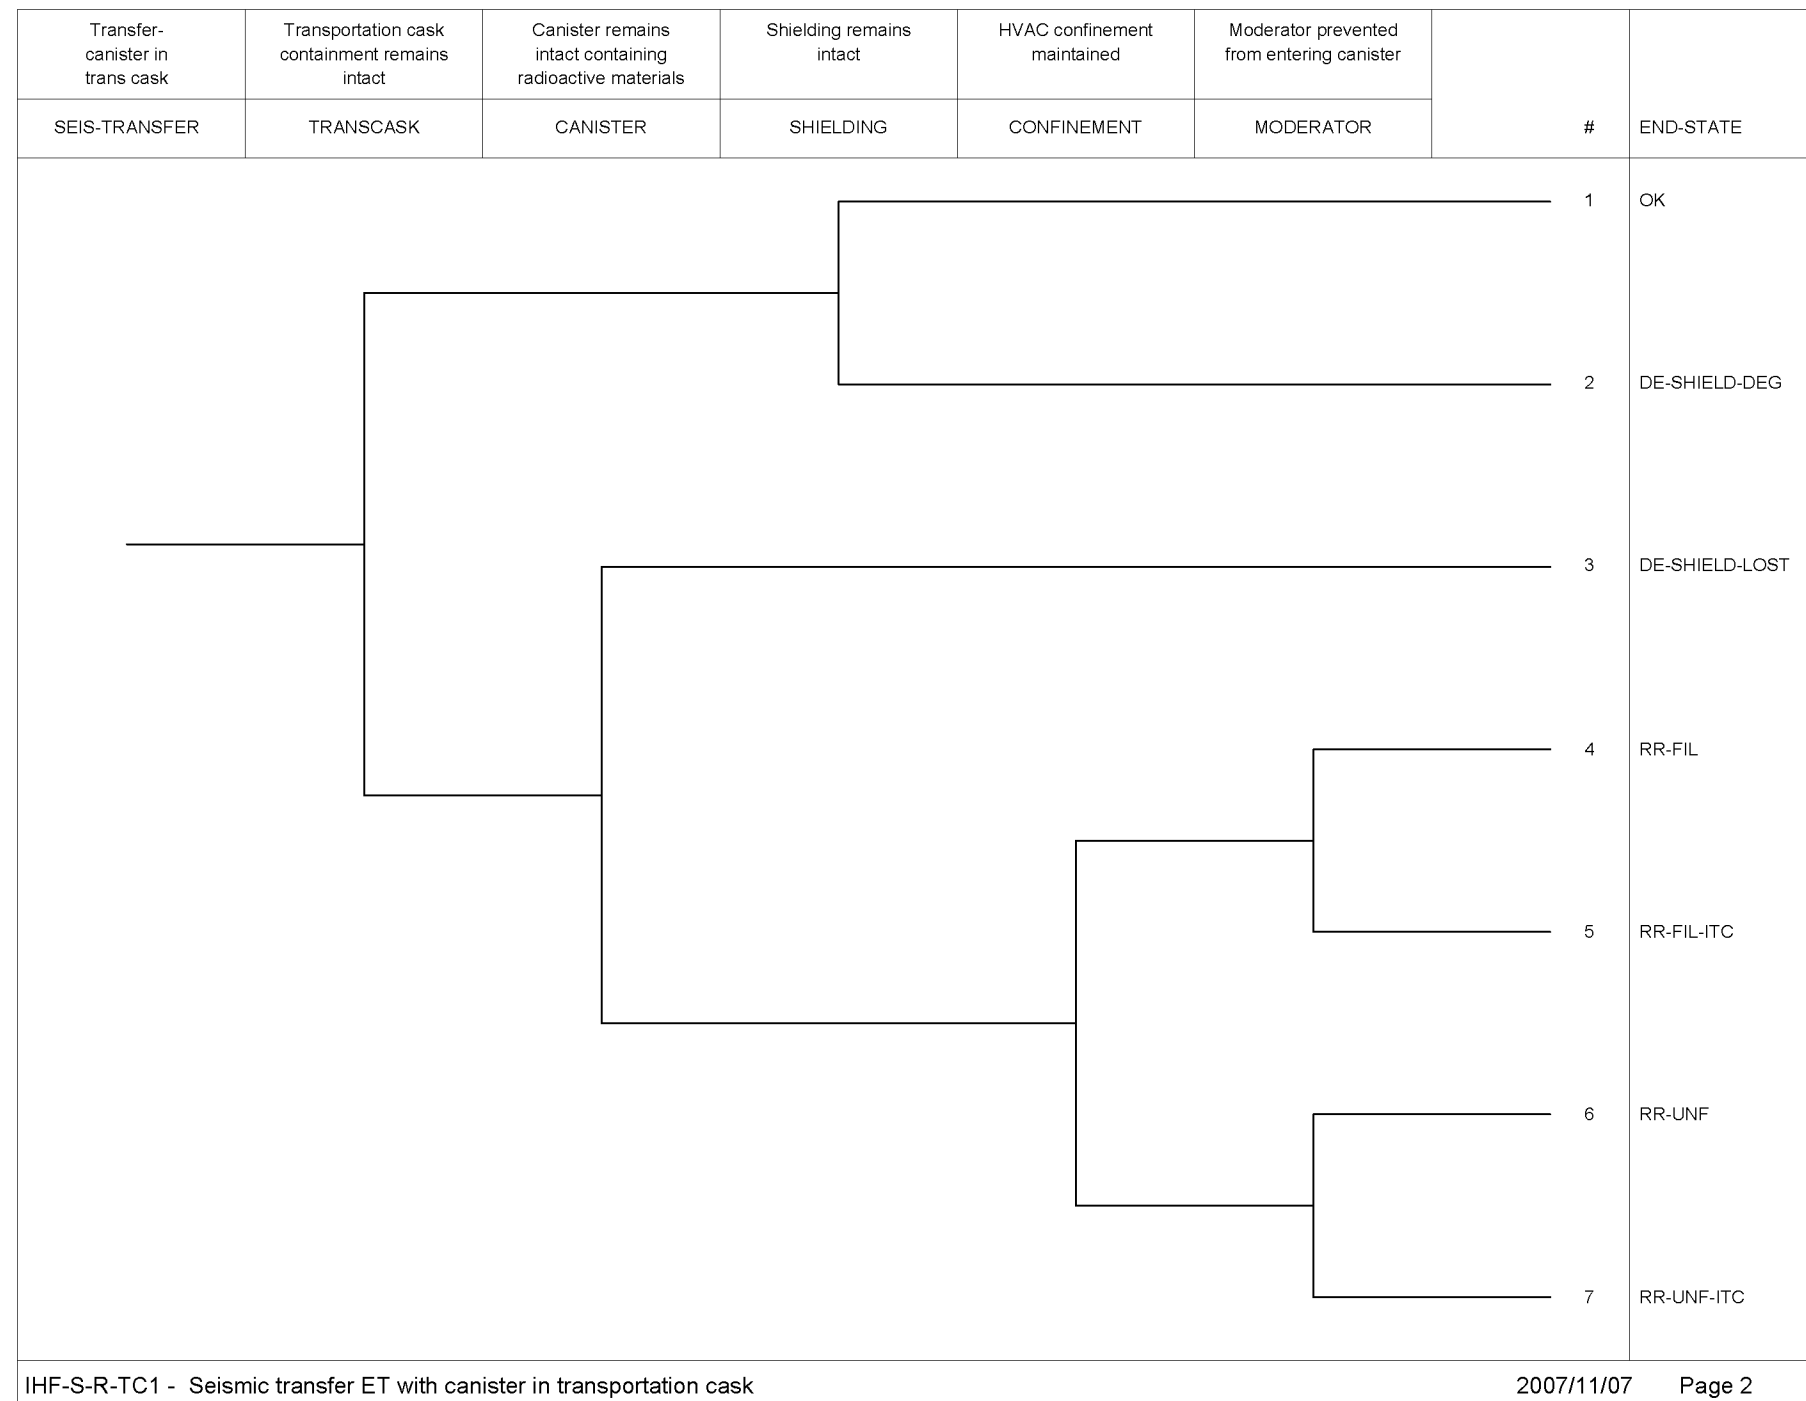 Transfer-
canister in
trans cask
Transportation cask
containment remains
intact
Canister remains
intact containing
radioactive materials
Shielding remains
intact
HVAC confinement
maintained
Moderator prevented
from entering canister
SEIS-TRANSFER TRANSCASK CANISTER SHIELDING CONFINEMENT MODERATOR # END-STATE
1 OK
2 DE-SHIELD-DEG
3 DE-SHIELD-LOST
4 RR-FIL
5 RR-FIL-ITC
6 RR-UNF
7 RR-UNF-ITC
IHF-S-R-TC1 - Seismic transfer ET with canister in transportation cask 2007/11/07 Page 2